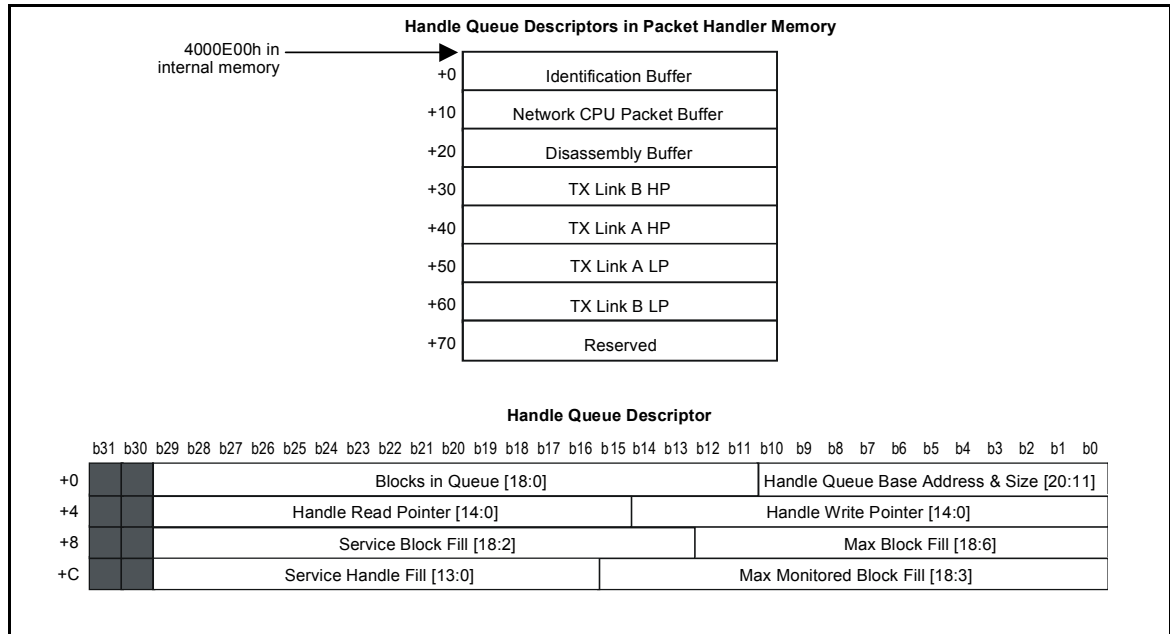 Handle Queue Descriptors in Packet Handler Memory
4000E00h in
internal memory
+0 Identification Buffer
+10 Network CPU Packet Buffer
+20 Disassembly Buffer
+30 TX Link B HP
+40 TX Link A HP
+50 TX Link A LP
+60 TX Link B LP
+70 Reserved
Handle Queue Descriptor
b31 b30 b29 b28 b27 b26 b25 b24 b23 b22 b21 b20 b19 b18 b17 b16 b15 b14 b13 b12 b11 b10 b9 b8 b7 b6 b5 b4 b3 b2 b1 b0
+0 Blocks in Queue [18:0] Handle Queue Base Address & Size [20:11]
+4 Handle Read Pointer [14:0] Handle Write Pointer [14:0]
+8 Service Block Fill [18:2] Max Block Fill [18:6]
+C Service Handle Fill [13:0] Max Monitored Block Fill [18:3]